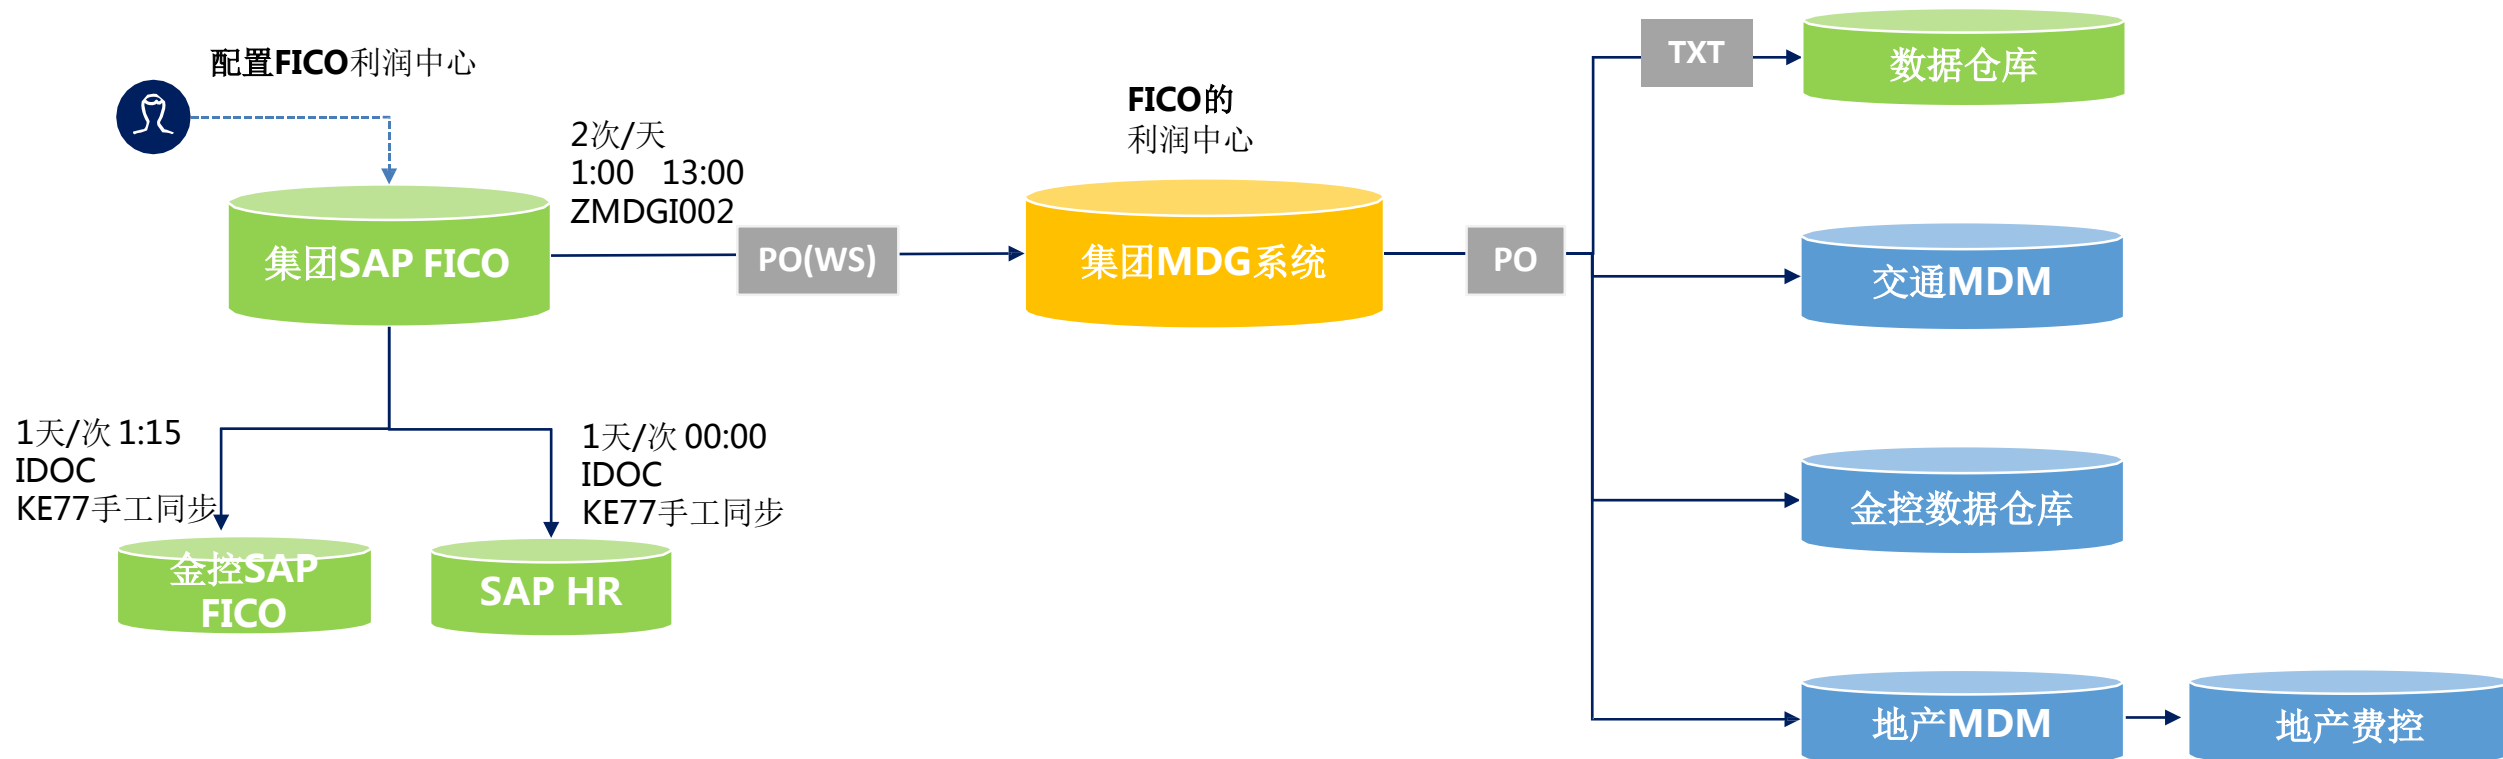 配置FICO利润中心
2次/天
1:00 13:00
ZMDGI002
FICO的
利润中心
TXT
数据仓库
集团SAP FICO
PO(WS)
集团MDG系统
PO
交通MDM
1天/次 1:15
IDOC
KE77手工同步
1天/次 00:00
IDOC
KE77手工同步
金控数据仓库
金控SAP
FICO
SAP HR
地产MDM
地产费控